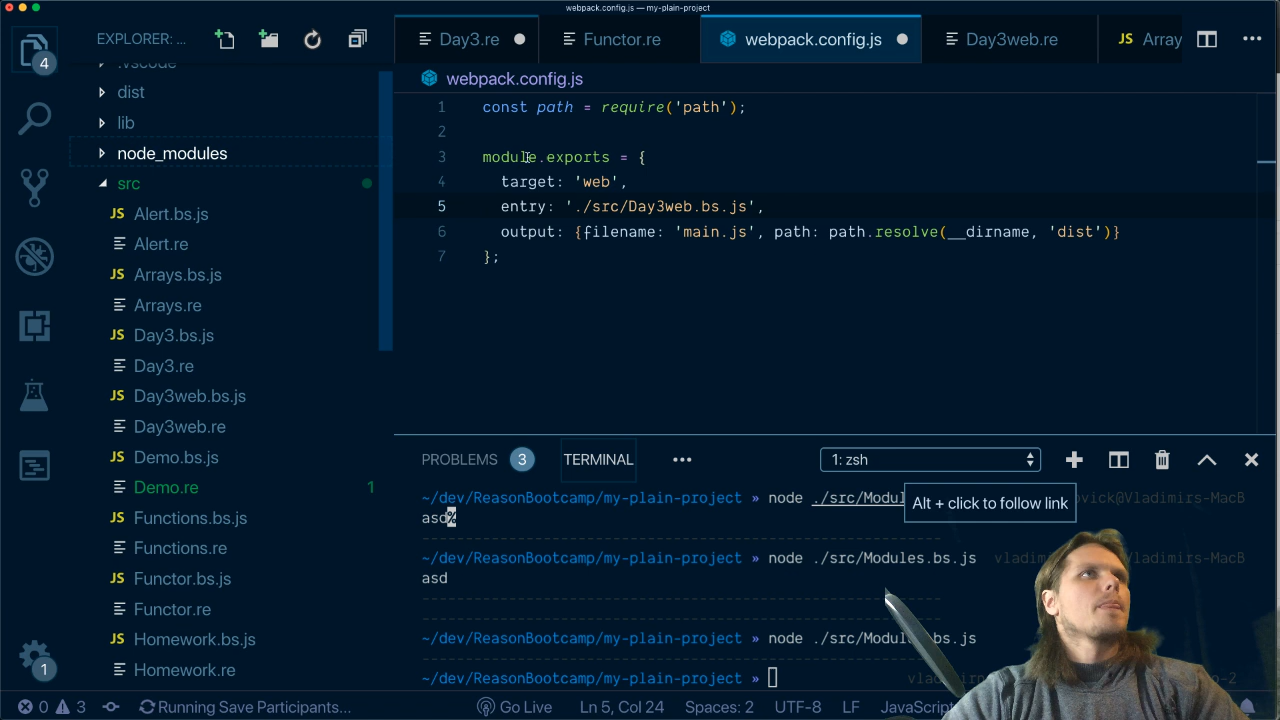 webpack.config.js — my-plain-project
EXPLORER: ...
4
Day3.re
Functor.re
webpack.config.js
Day3web.re
JS Array
...
.vscode
dist
lib
node_modules
src
JS Alert.bs.js
Alert.re
JS Arrays.bs.js
Arrays.re
JS Day3.bs.js
Day3.re
JS Day3web.bs.js
Day3web.re
JS Demo.bs.js
Demo.re 1
JS Functions.bs.js
Functions.re
JS Functor.bs.js
Functor.re
JS Homework.bs.js
Homework.re
1
webpack.config.js
1 const path = require('path');
2
3 module.exports = {
4 target: 'web',
5 entry: './src/Day3web.bs.js',
6 output: {filename: 'main.js', path: path.resolve(__dirname, 'dist')}
7 };
PROBLEMS 3 TERMINAL ... 1: zsh
~/dev/ReasonBootcamp/my-plain-project » node ./src/Modul ovick@Vladimirs-MacB
asd%
Alt + click to follow link
~/dev/ReasonBootcamp/my-plain-project » node ./src/Modules.bs.js
asd
~/dev/ReasonBootcamp/my-plain-project » node ./src/Modul bs.js
~/dev/ReasonBootcamp/my-plain-project »
0 3 Running Save Participants... Go Live Ln 5, Col 24 Spaces: 2 UTF-8 LF JavaScrip